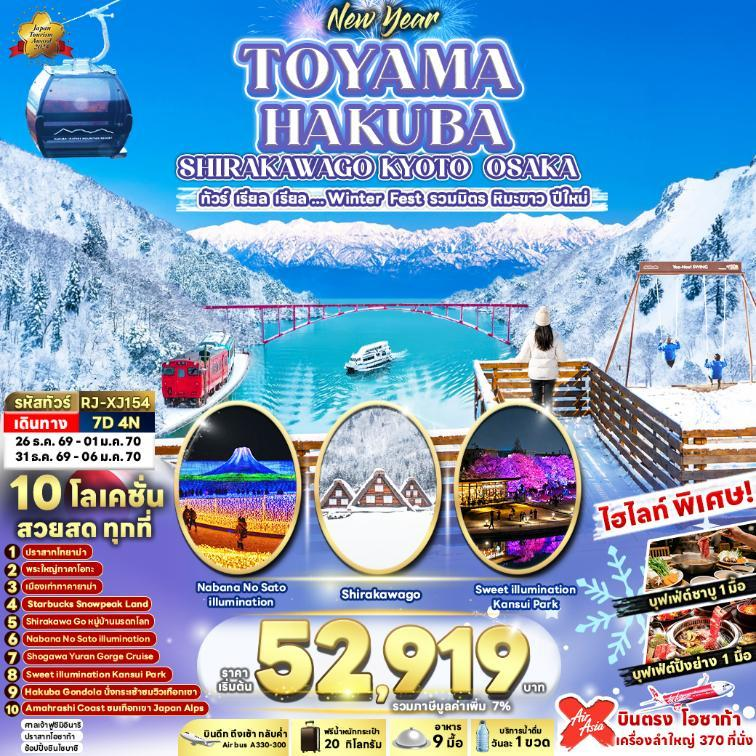 Japan
Tourism
Award
New Year
TOYAMA
HAKUBA
SHIRAKAWAGO KYOTO OSAKA
ทัวร์ เรียล เรียล ... Winter Fest รวมมิตร หิมะขาว ปีใหม่
Yoo-Hoo! SWING
รหัสทัวร์ RJ-XJ154
เดินทาง 7D 4N
26 ธ.ค. 69 - 01 ม.ค. 70
31 ธ.ค. 69 - 06 ม.ค. 70
10 โลเคชั่น
สวยสด ทุกที่
1 ปราสาทโทยาม่า
2 พระใหญ่ทาคาโอกะ
3 เมืองเก่าทาคายาม่า
4 Starbucks Snowpeak Land
5 Shirakawa Go หมู่บ้านมรดกโลก
6 Nabana No Sato illumination
7 Shogawa Yuran Gorge Cruise
8 Sweet illumination Kansui Park
9 Hakuba Gondola นั่งกระเช้าชมวิวเทือกเขา
10 Amahrashi Coast ชมเทือกเขา Japan Alps
ศาลเจ้าฟูชิมิอินาริ
ปราสาทโอซาก้า
ช้อปปิ้งชินไซบาชิ
Nabana No Sato
illumination
Shirakawago
Sweet illumination
Kansui Park
ไฮไลท์ พิเศษ!
บุฟเฟ่ต์ชาบู 1 มื้อ
บุฟเฟ่ต์ปิ้งย่าง 1 มื้อ
ราคา
เริ่มต้น
52,919
บาท
รวมภาษีมูลค่าเพิ่ม 7%
บินดึก ถึงเช้า กลับค่ำ
Air bus A330-300
ฟรีน้ำหนักกระเป๋า
20 กิโลกรัม
อาหาร
9 มื้อ
บริการน้ำดื่ม
วันละ 1 ขวด
Air
Asia
บินตรง โอซาก้า
เครื่องลำใหญ่ 370 ที่นั่ง